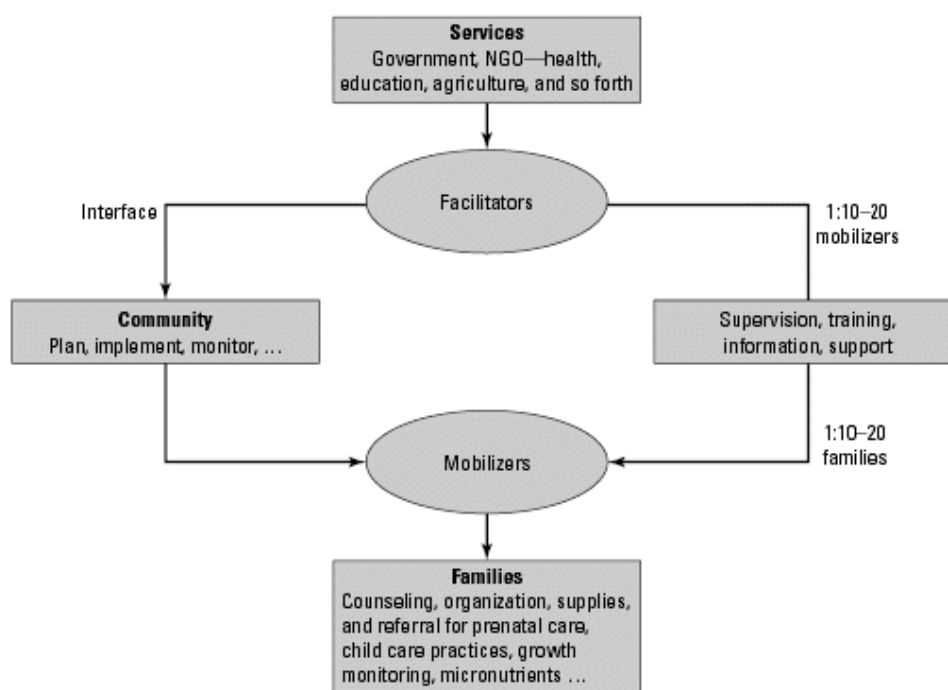 Services
Government, NGO—health,
education, agriculture, and so forth
Facilitators
Interface
1:10–20
mobilizers
Community
Plan, implement, monitor, ...
Supervision, training,
information, support
1:10–20
families
Mobilizers
Families
Counseling, organization, supplies,
and referral for prenatal care,
child care practices, growth
monitoring, micronutrients ...